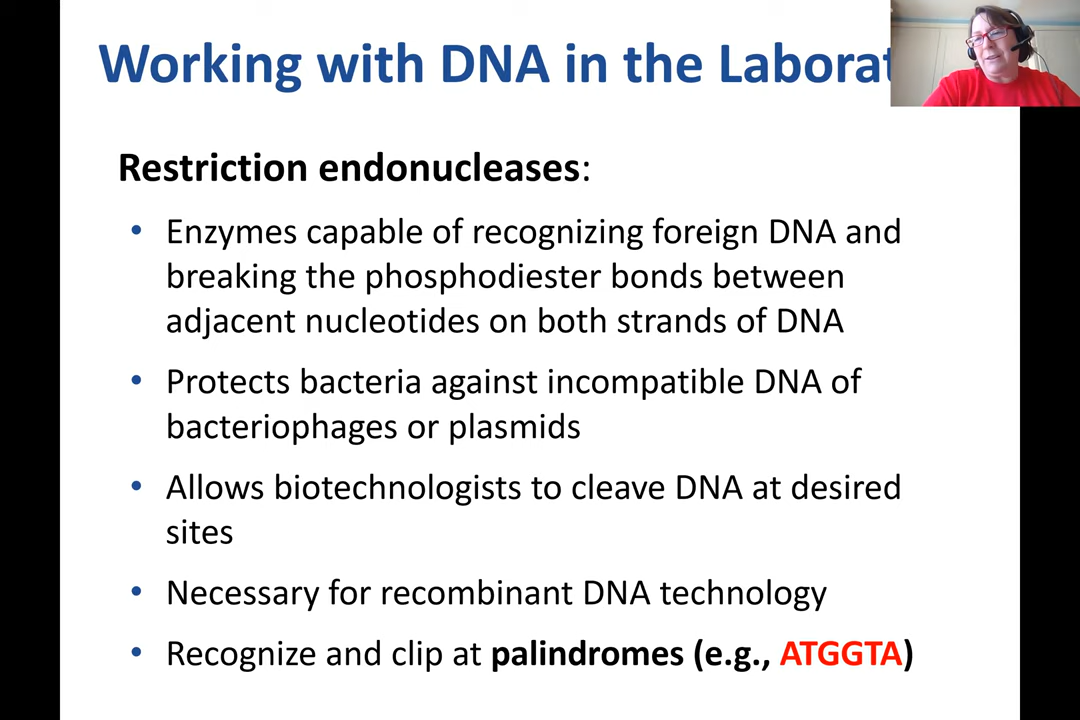 Working with DNA in the Laborat
Restriction endonucleases:
• Enzymes capable of recognizing foreign DNA and
breaking the phosphodiester bonds between
adjacent nucleotides on both strands of DNA
• Protects bacteria against incompatible DNA of
bacteriophages or plasmids
• Allows biotechnologists to cleave DNA at desired
sites
• Necessary for recombinant DNA technology
• Recognize and clip at palindromes (e.g., ATGGTA)